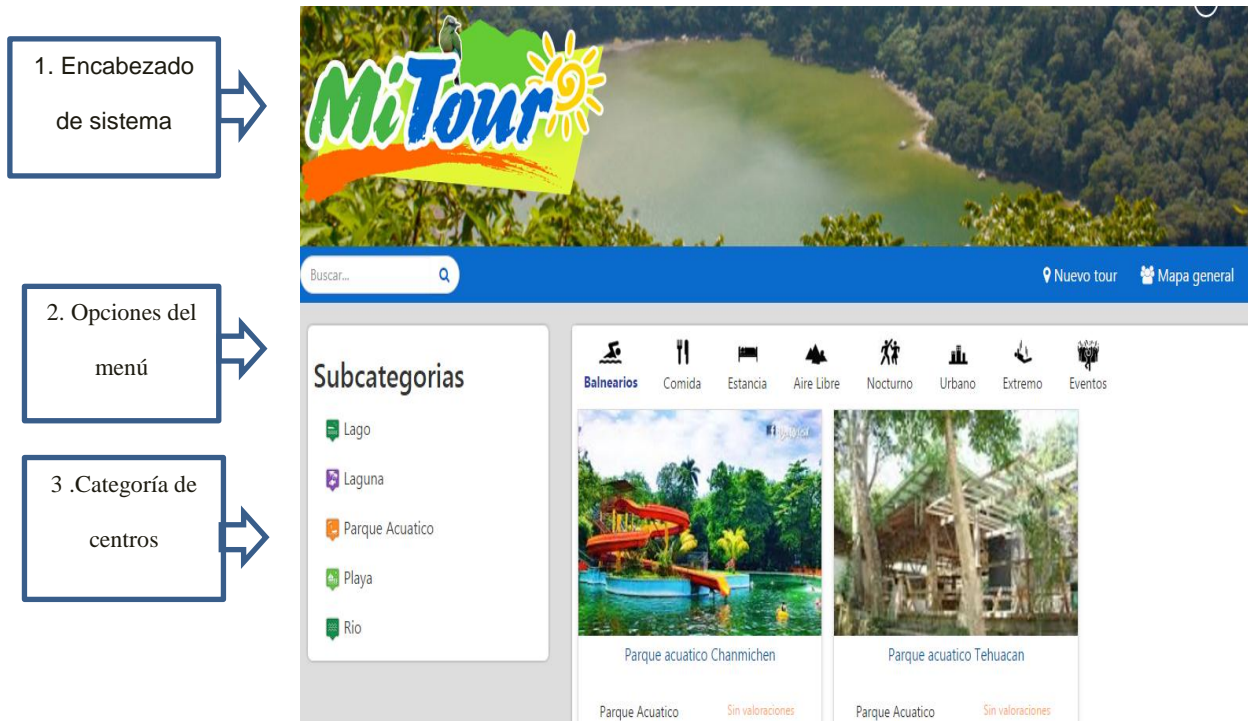 1. Encabezado
de sistema
MiTour
Buscar...
Nuevo tour
Mapa general
2. Opciones del
menú
Subcategorias
Lago
Laguna
Parque Acuatico
Playa
Rio
3 .Categoría de
centros
Balnearios
Comida
Estancia
Aire Libre
Nocturno
Urbano
Extremo
Eventos
Parque acuatico Chanmichen
Parque Acuatico
Sin valoraciones
Parque acuatico Tehuacan
Parque Acuatico
Sin valoraciones